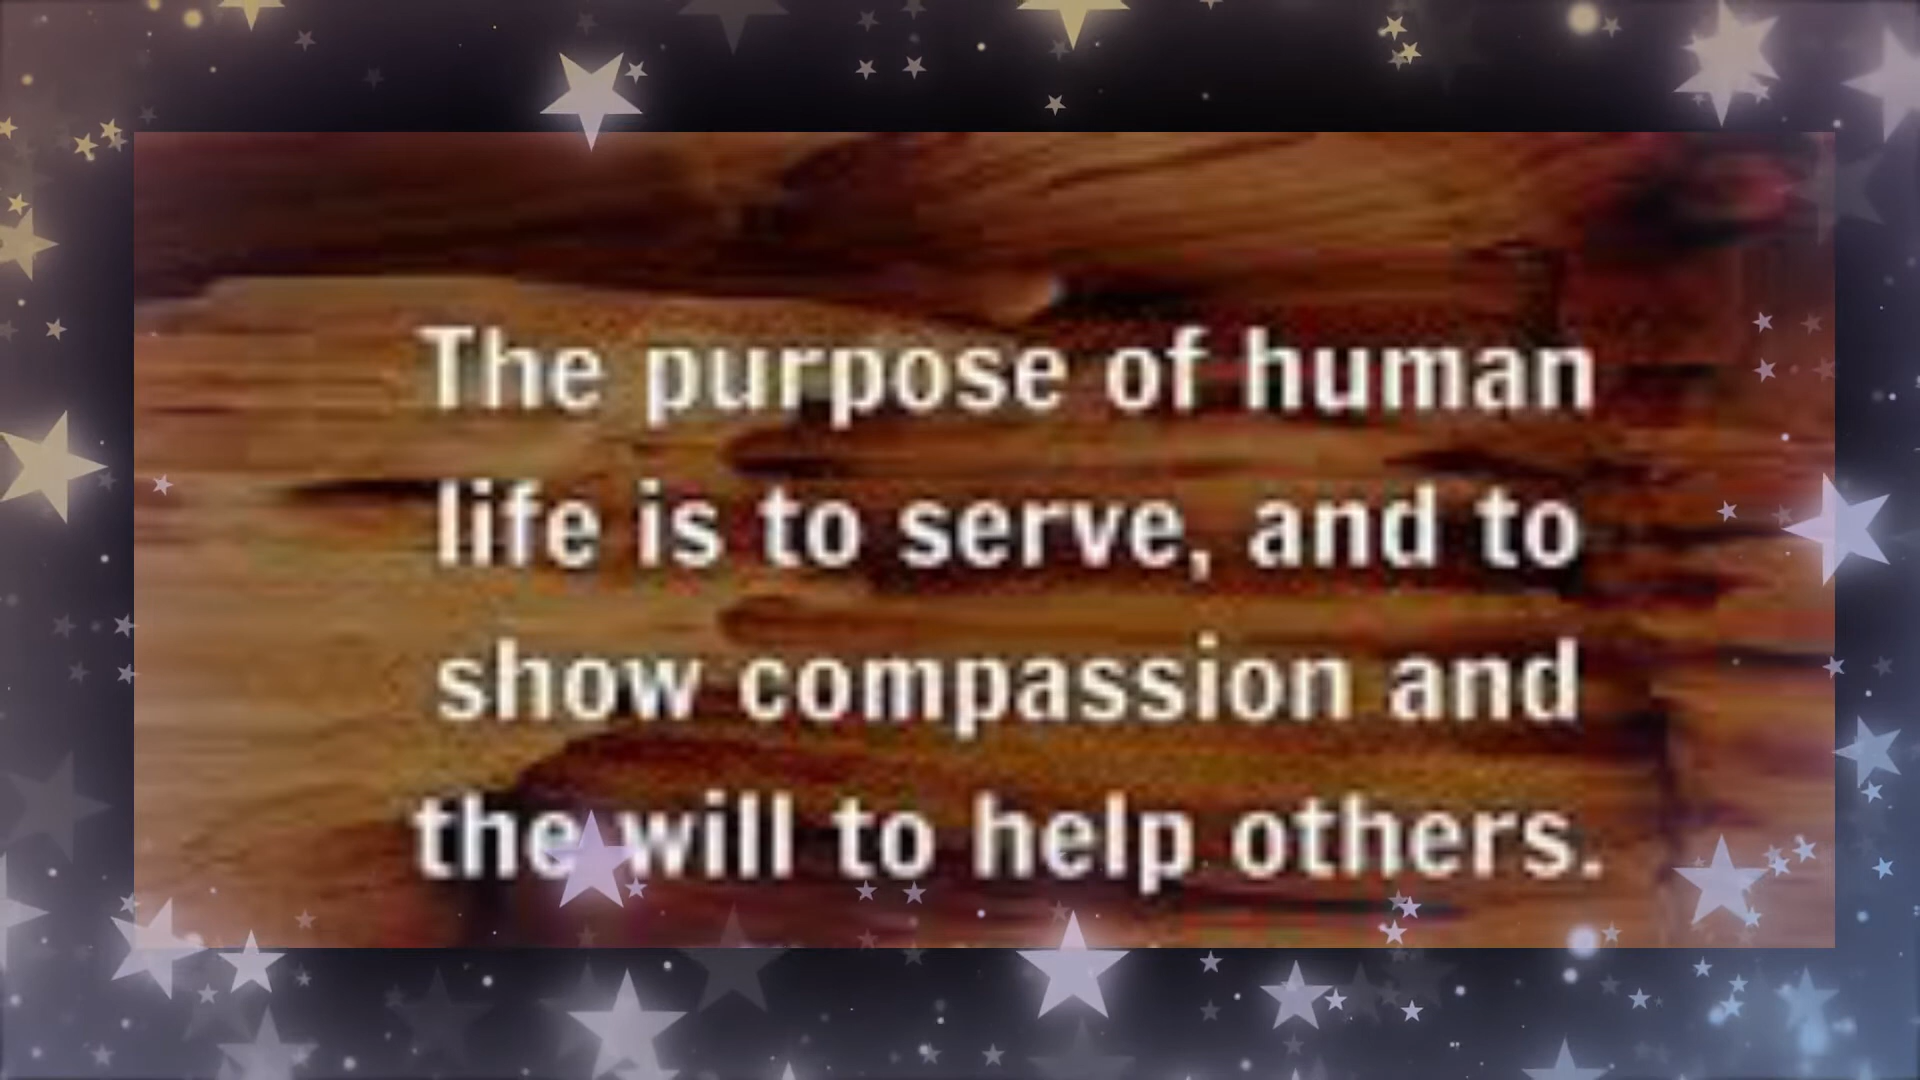 The purpose of human
life is to serve, and to
show compassion and
the will to help others.